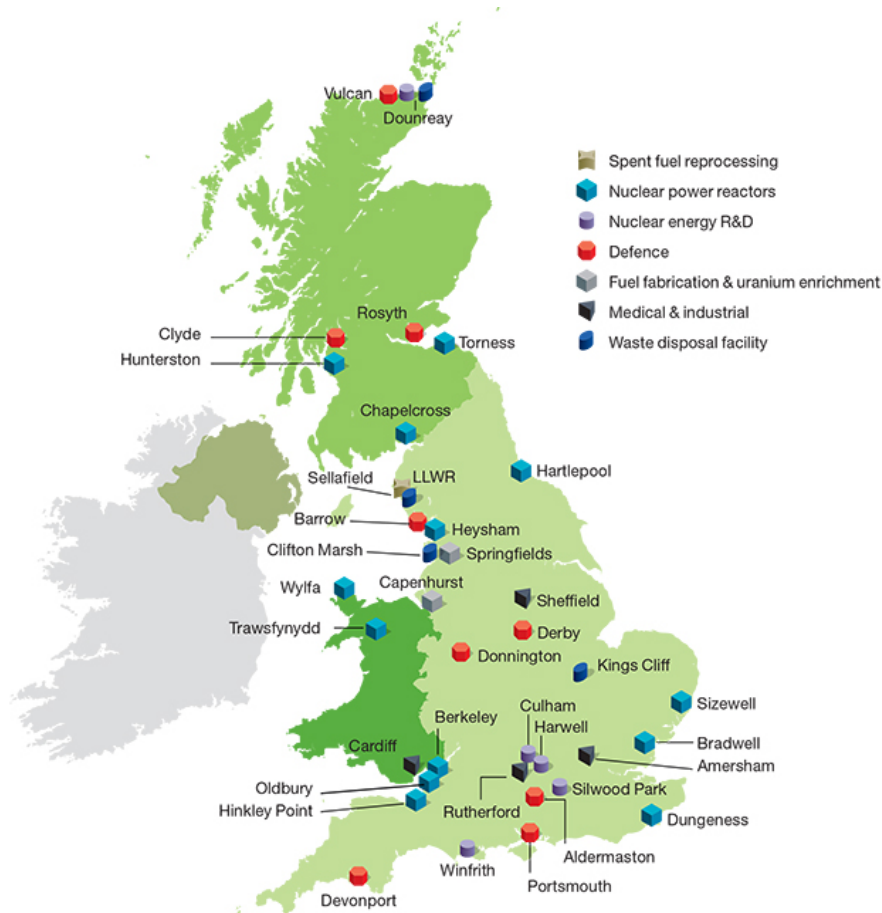 Vulcan
Dounreay
Spent fuel reprocessing
Nuclear power reactors
Nuclear energy R&D
Defence
Fuel fabrication & uranium enrichment
Medical & industrial
Waste disposal facility
Rosyth
Clyde
Torness
Hunterston
Chapelcross
Hartlepool
Sellafield
LLWR
Barrow
Heysham
Clifton Marsh
Springfields
Capenhurst
Wylfa
Sheffield
Trawsfynydd
Derby
Donnington
Kings Cliff
Sizewell
Culham
Berkeley
Harwell
Bradwell
Cardiff
Amersham
Oldbury
Silwood Park
Hinkley Point
Rutherford
Dungeness
Aldermaston
Winfrith
Portsmouth
Devonport